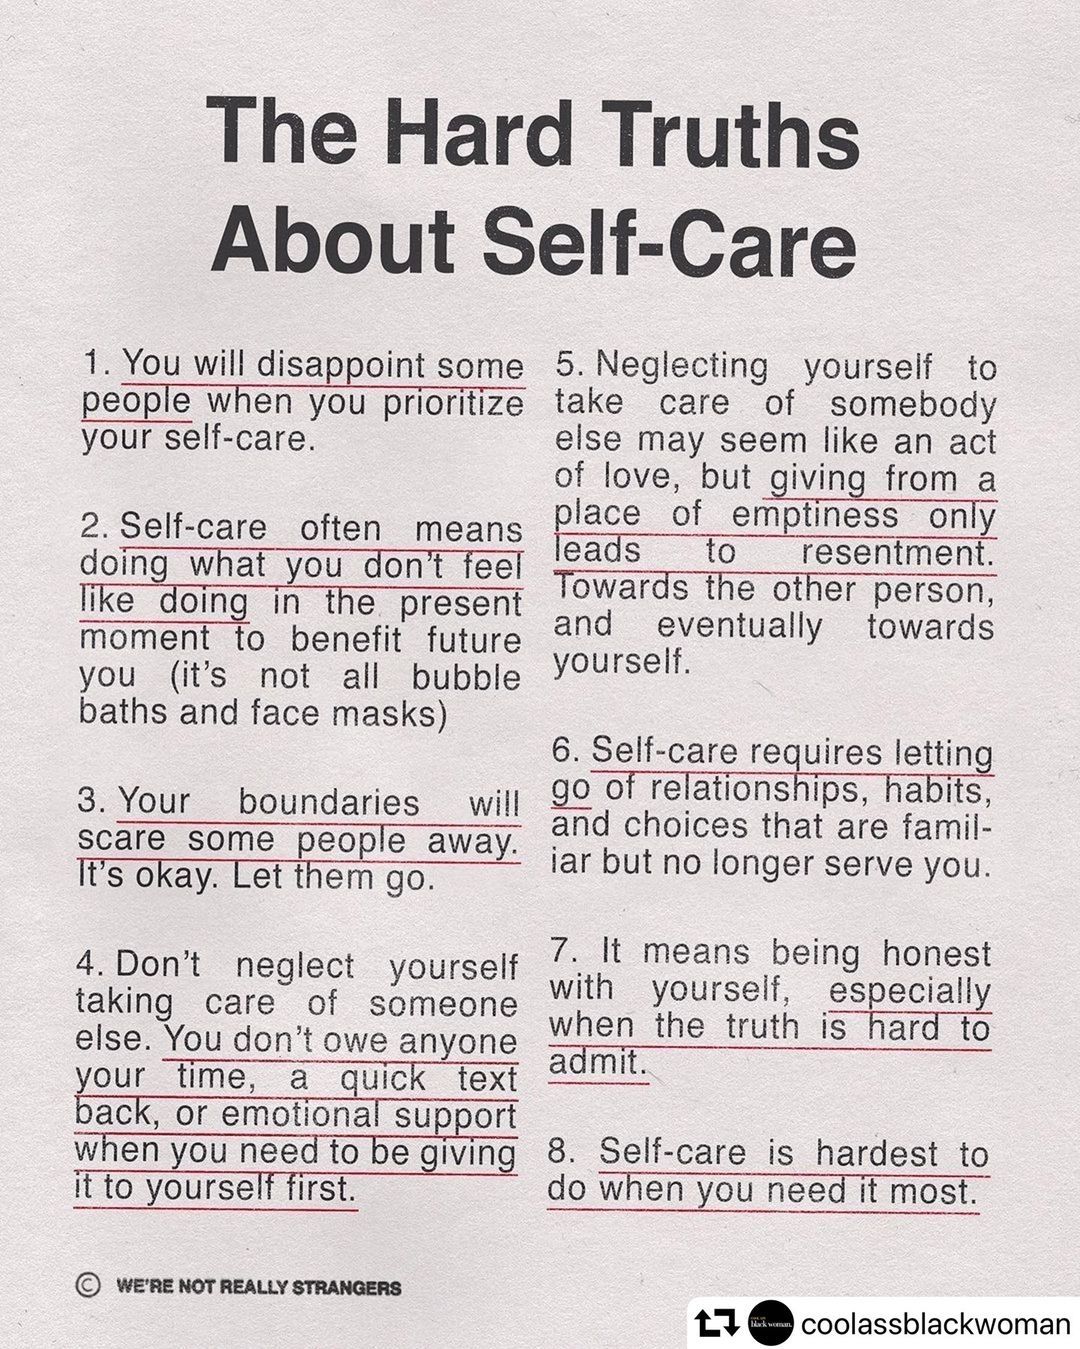 The Hard Truths
About Self-Care
1. You will disappoint some
people when you prioritize
your self-care.
2. Self-care often means
doing what you don't feel
like doing in the present
moment to benefit future
you (it's not all bubble
baths and face masks)
3. Your boundaries will
scare some people away.
It's okay. Let them go.
4. Don't neglect yourself
taking care of someone
else. You don't owe anyone
your time, a quick text
back, or emotional support
when you need to be giving
it to yourself first.
5. Neglecting yourself to
take care of somebody
else may seem like an act
of love, but giving from a
place of emptiness only
leads to resentment.
Towards the other person,
and eventually towards
yourself.
6. Self-care requires letting
go of relationships, habits,
and choices that are famil-
iar but no longer serve you.
7. It means being honest
with yourself, especially
when the truth is hard to
admit.
8. Self-care is hardest to
do when you need it most.
© WE'RE NOT REALLY STRANGERS
black woman.
coolassblackwoman